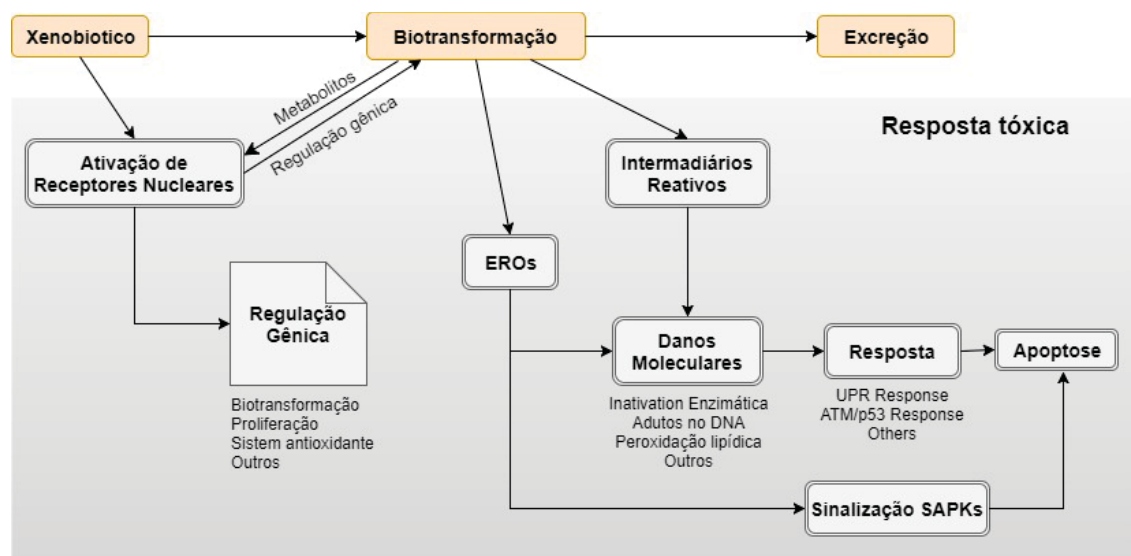 Xenobiotico
Biotransformação
Excreção
Metabolitos
Regulação gênica
Resposta tóxica
Ativação de
Receptores Nucleares
Intermadiários
Reativos
EROs
Regulação
Gênica
Danos
Moleculares
Resposta
Apoptose
Biotransformação
Proliferação
Sistem antioxidante
Outros
Inativation Enzimática
Adutos no DNA
Peroxidação lipídica
Outros
UPR Response
ATM/p53 Response
Others
Sinalização SAPKs